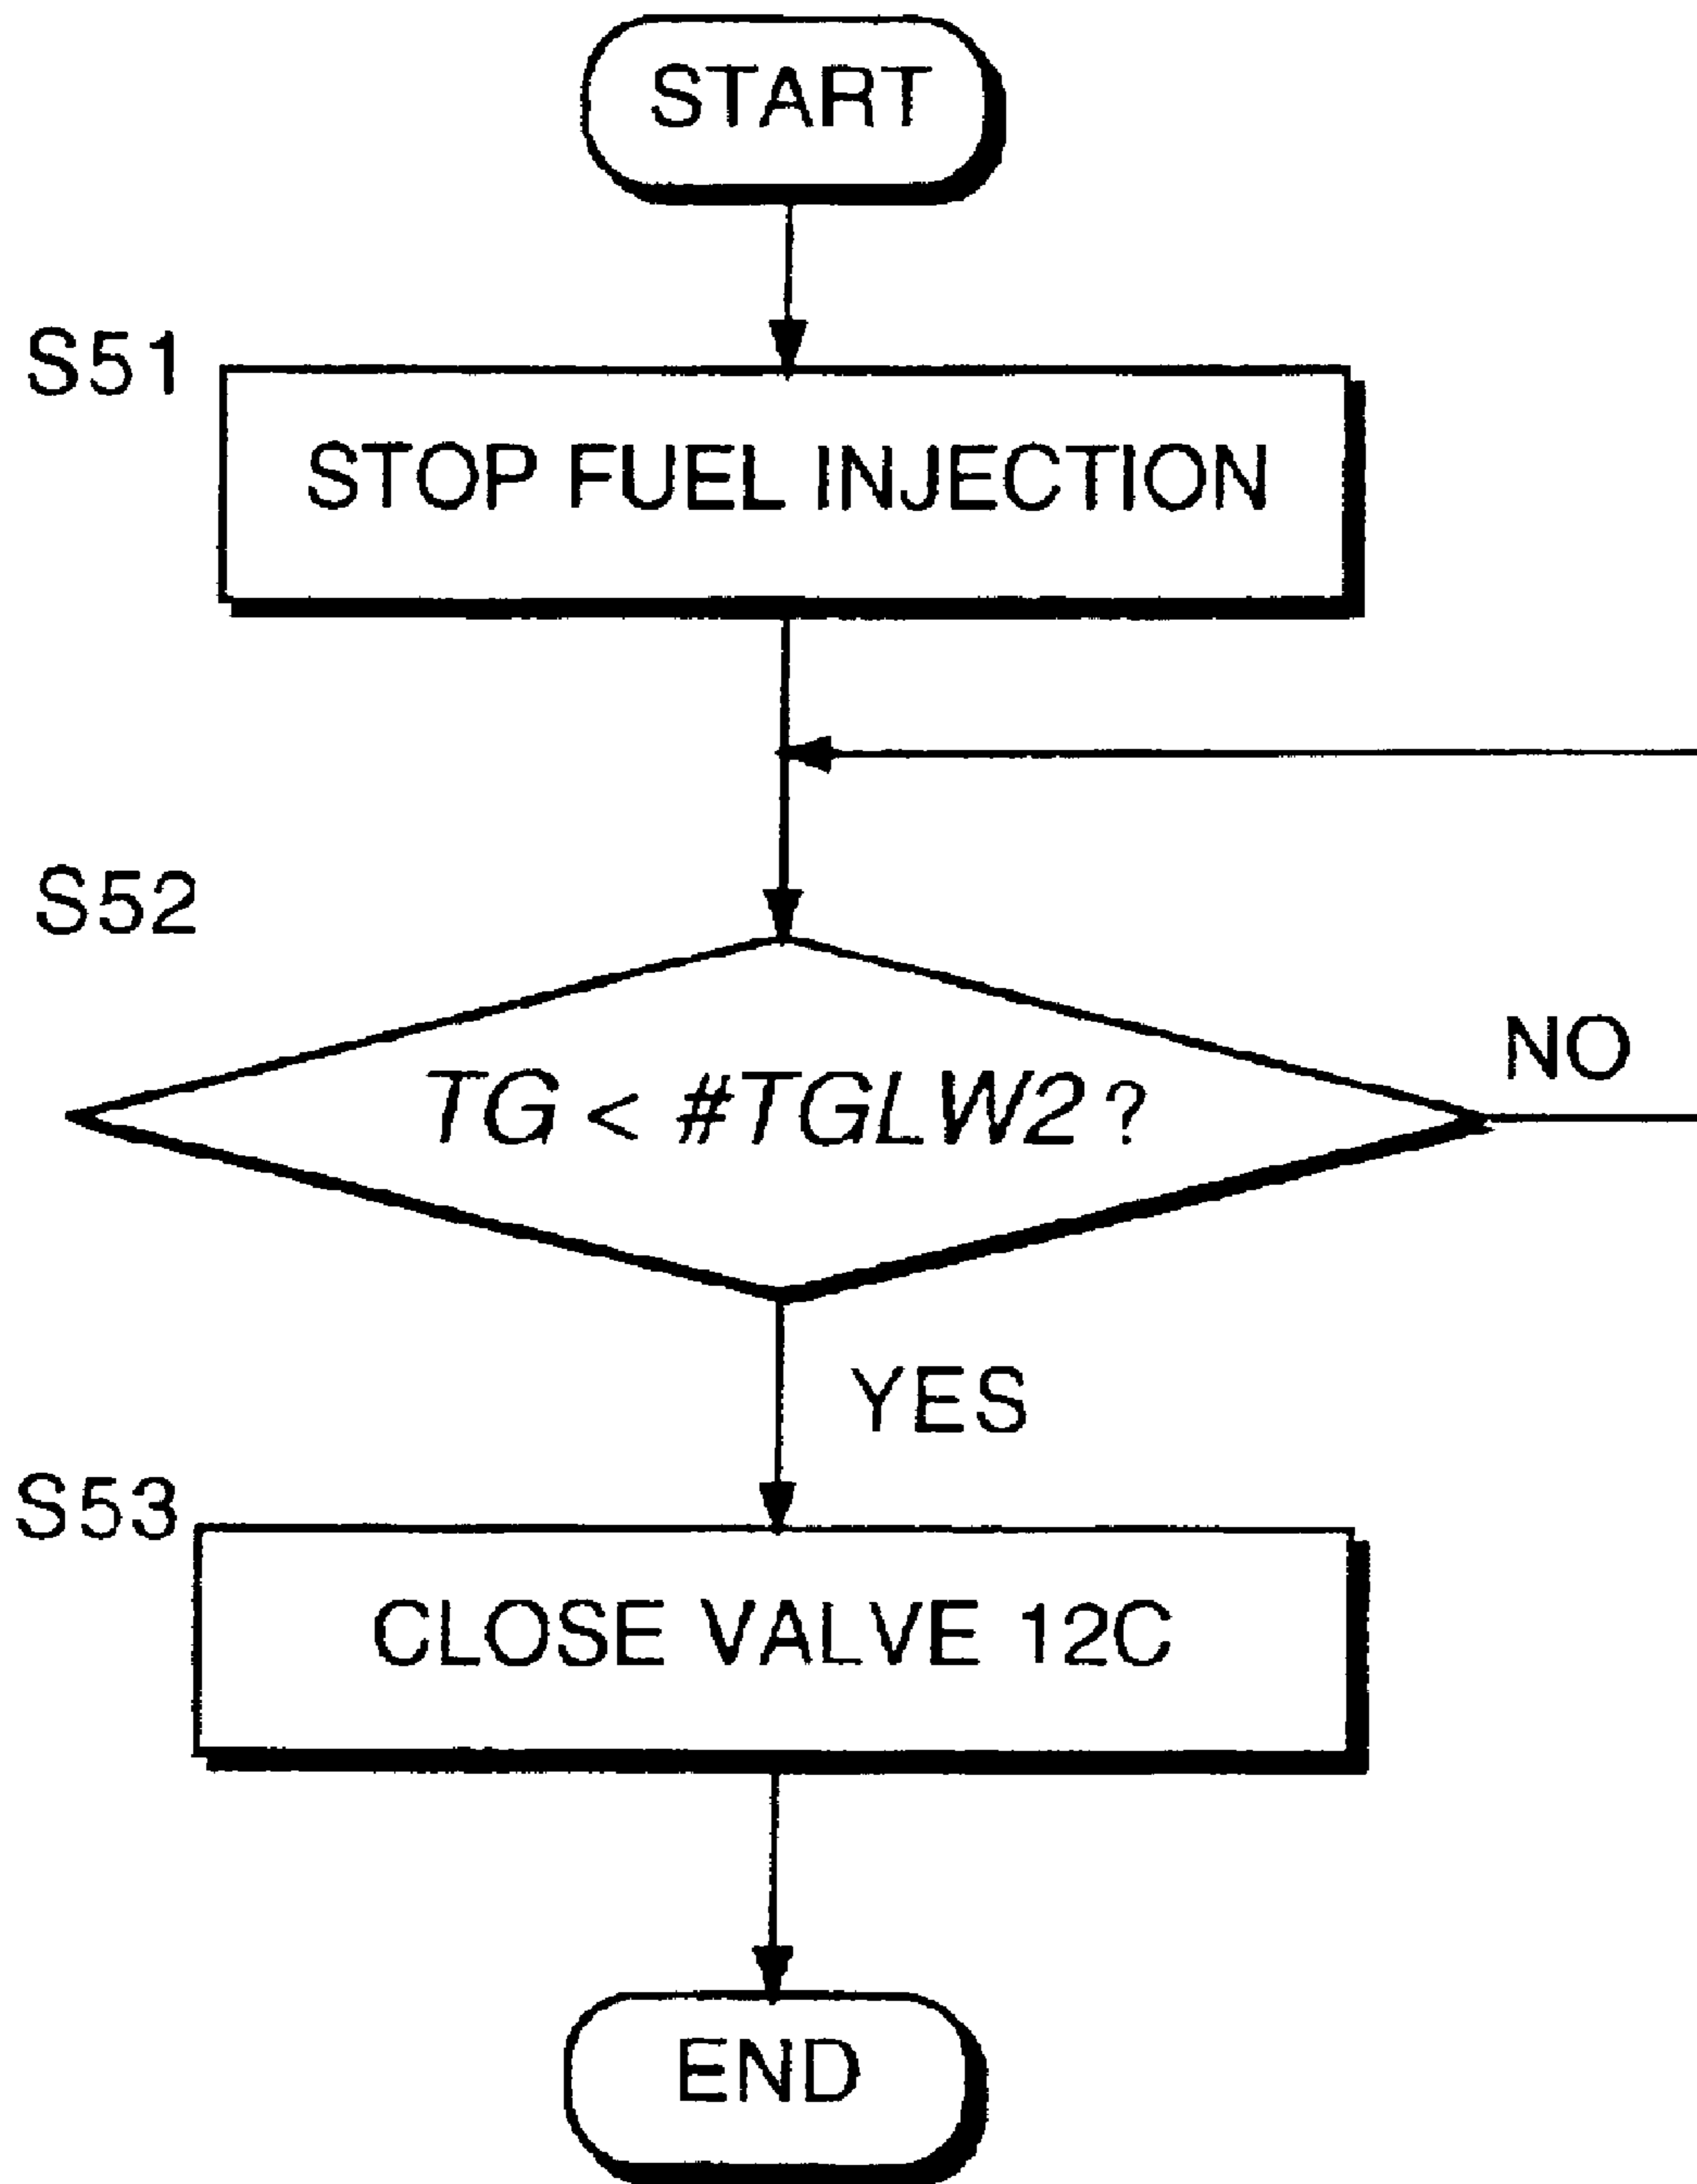 START
S51
STOP FUEL INJECTION
S52
TG < #TGLW2 ?
NO
YES
S53
CLOSE VALVE 12C
END